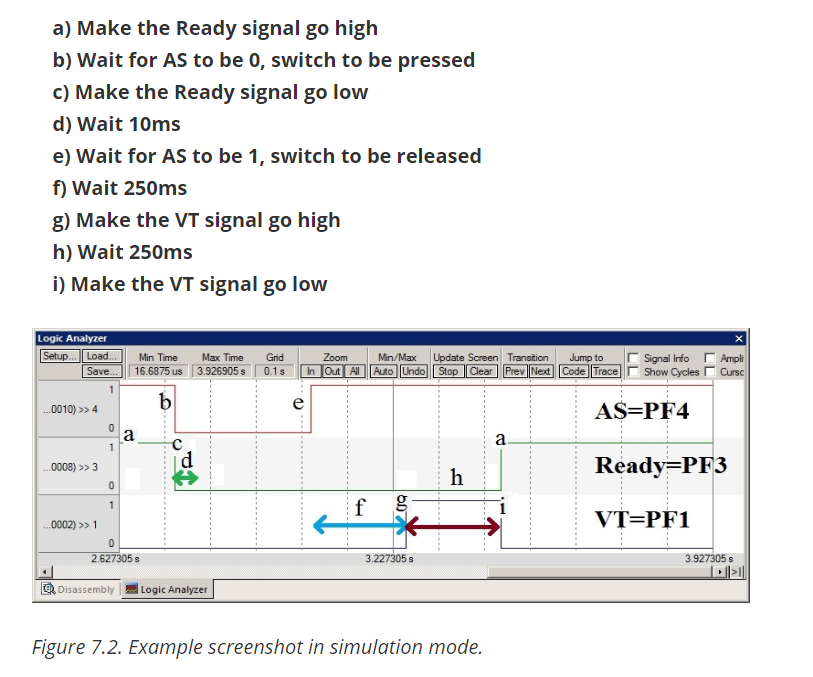 a) Make the Ready signal go high
b) Wait for AS to be 0, switch to be pressed
c) Make the Ready signal go low
d) Wait 10ms
e) Wait for AS to be 1, switch to be released
f) Wait 250ms
g) Make the VT signal go high
h) Wait 250ms
i) Make the VT signal go low
Logic Analyzer
Setup... Load... Min Time Max Time Grid Zoom Min/Max Update Screen Transition Jump to Signal Info Ampli
Save... 16.6875 us 3.926905 s 0.1 s In Out All Auto Undo Stop Clear Prev Next Code Trace Show Cycles Curso
1
b e
...0010) >> 4 AS=PF4
0
a
1 c a
d
...0008) >> 3 Ready=PF3
h
0
1 f g i
...0002) >> 1 VT=PF1
0
2.627305 s 3.227305 s 3.927305 s
Disassembly Logic Analyzer
Figure 7.2. Example screenshot in simulation mode.